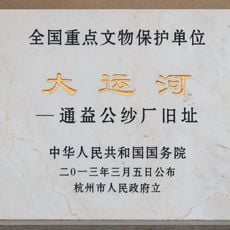 全国重点文物保护单位
大运河
—通益公纱厂旧址
中华人民共和国国务院
二〇一三年三月五日公布
杭州市人民政府立